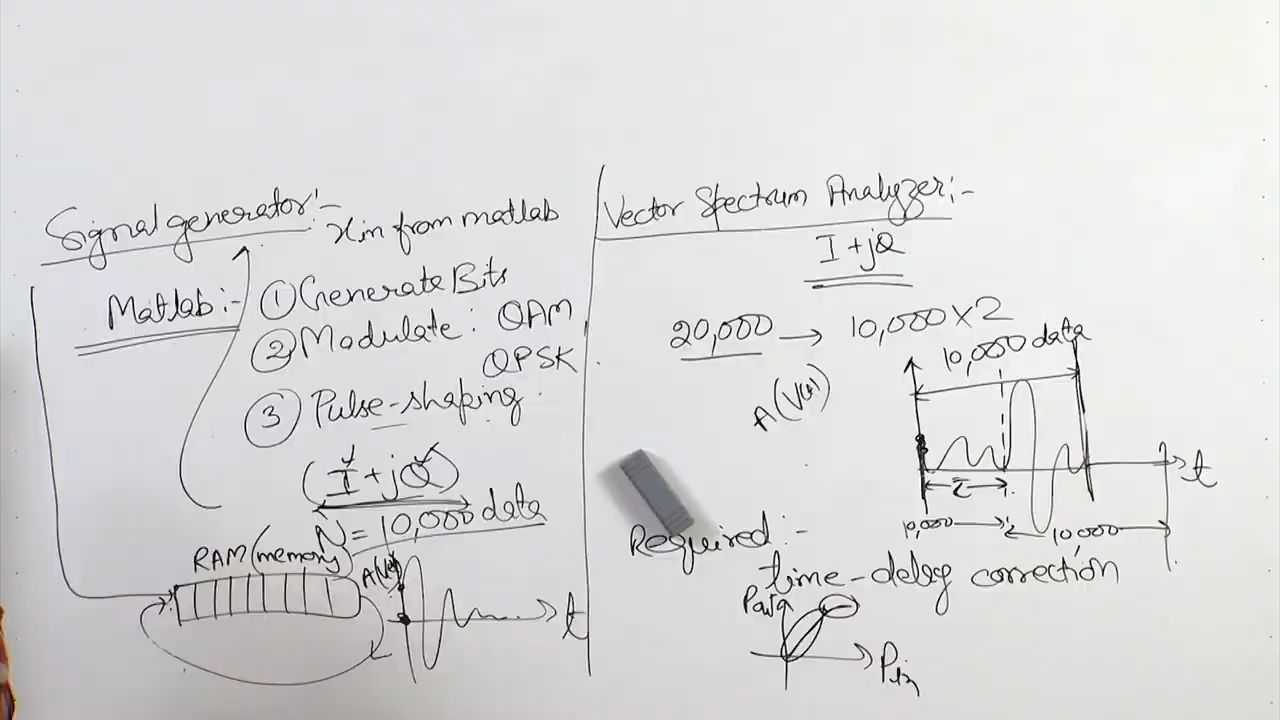 Signal generator:-
Xin from matlab
Matlab:-
① Generate Bits
② Modulate: QAM
QPSK
③ Pulse-shaping
(I+jQ)
N = 10,000 data
RAM (memory)
t
Vector Spectrum Analyzer:-
I+jQ
20,000 → 10,000×2
10,000 data
A(V(t))
t
τ
10,000
10,000
Required:-
time-delay correction
Pin